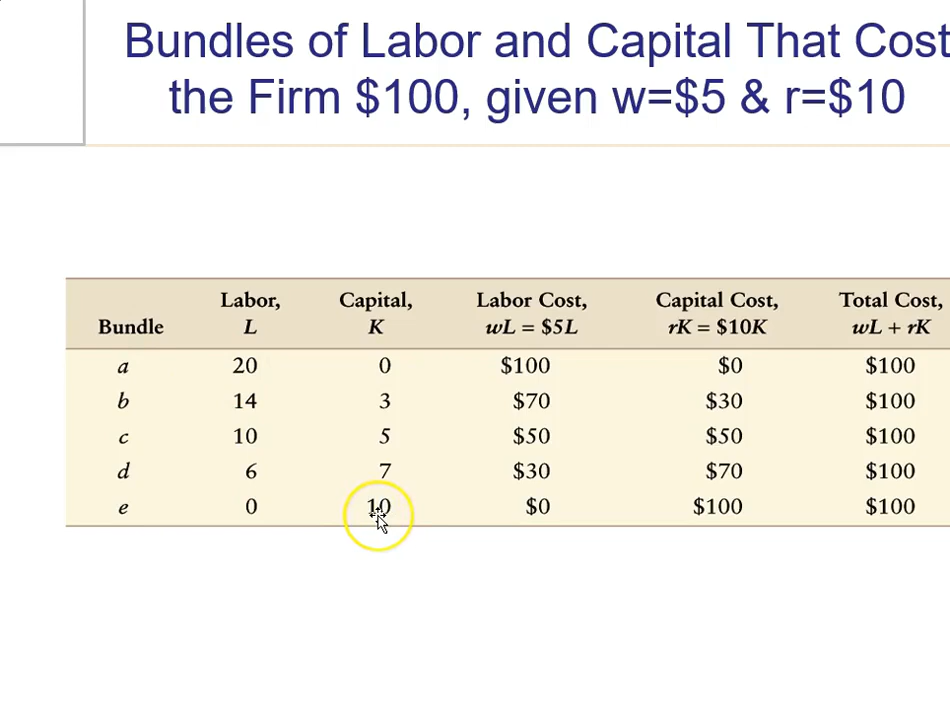 Bundles of Labor and Capital That Cost
the Firm $100, given w=$5 & r=$10
Labor, Capital, Labor Cost, Capital Cost, Total Cost,
Bundle L K wL = $5L rK = $10K wL + rK
a 20 0 $100 $0 $100
b 14 3 $70 $30 $100
c 10 5 $50 $50 $100
d 6 7 $30 $70 $100
e 0 10 $0 $100 $100